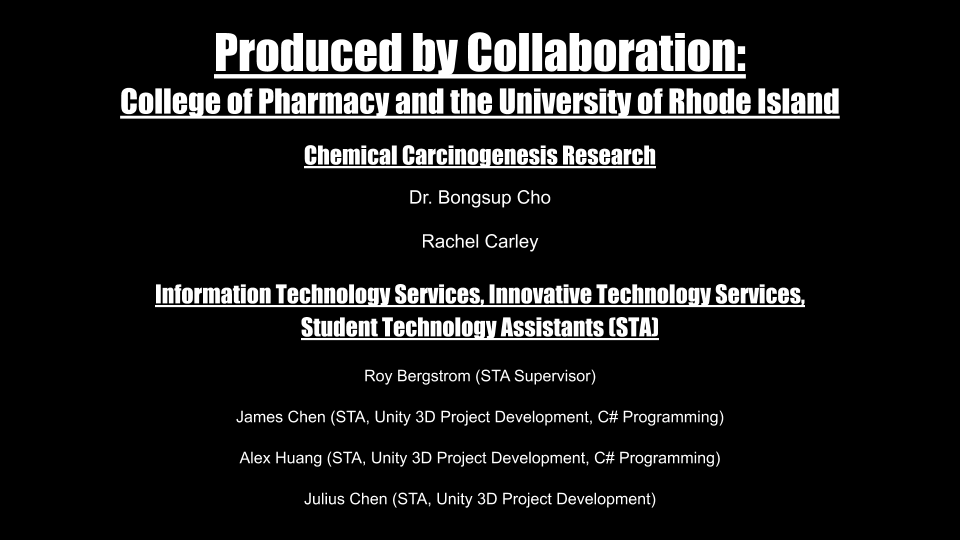 Produced by Collaboration:
College of Pharmacy and the University of Rhode Island
Chemical Carcinogenesis Research
Dr. Bongsup Cho
Rachel Carley
Information Technology Services, Innovative Technology Services,
Student Technology Assistants (STA)
Roy Bergstrom (STA Supervisor)
James Chen (STA, Unity 3D Project Development, C# Programming)
Alex Huang (STA, Unity 3D Project Development, C# Programming)
Julius Chen (STA, Unity 3D Project Development)